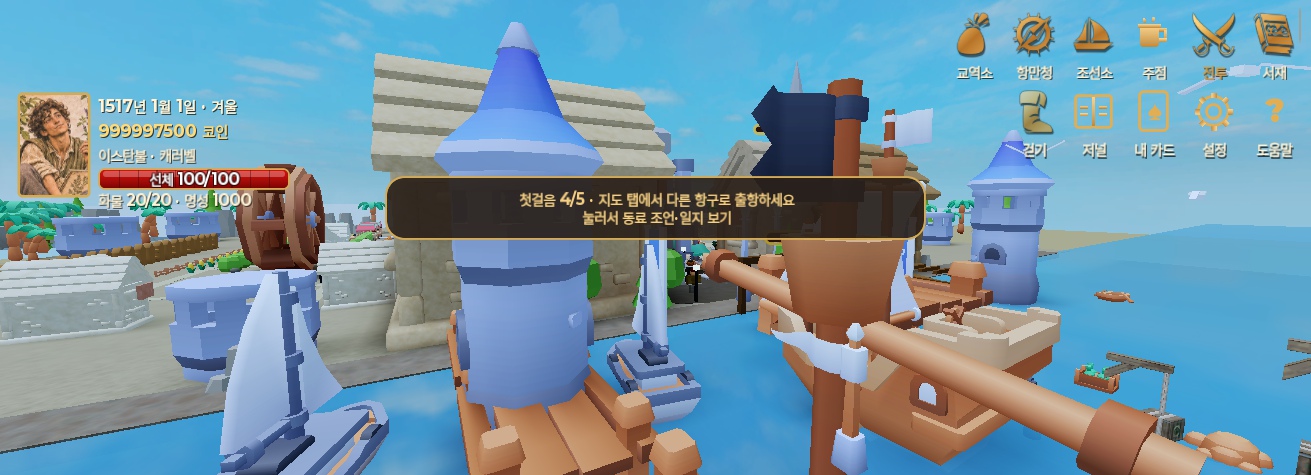 교역소 항만청 조선소 주점 전투 서재
걷기 저널 내 카드 설정 도움말
1517년 1월 1일 · 겨울
999997500 코인
이스탄불 · 캐러벨
선체 100/100
화물 20/20 · 명성 1000
첫걸음 4/5 · 지도 탭에서 다른 항구로 출항하세요
눌러서 동료 조언·일지 보기